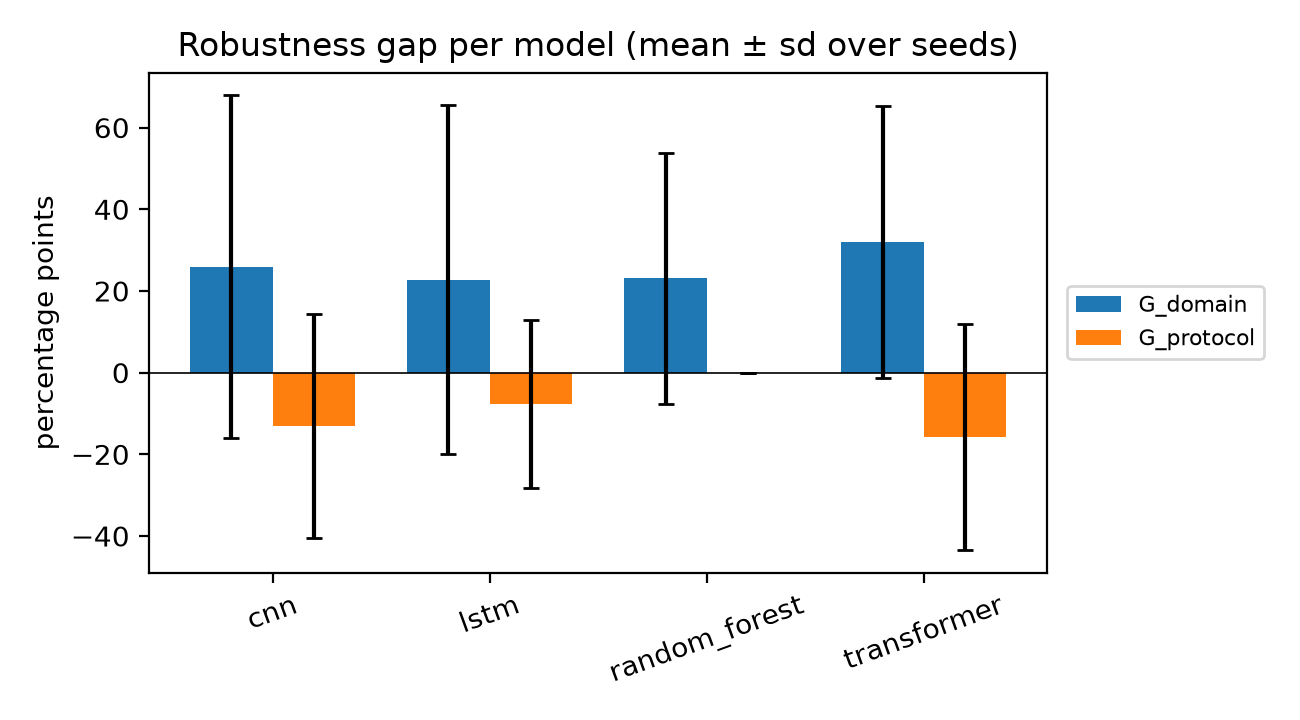 Robustness gap per model (mean ± sd over seeds)
percentage points
60
40
20
0
−20
−40
cnn
lstm
random_forest
transformer
G_domain
G_protocol